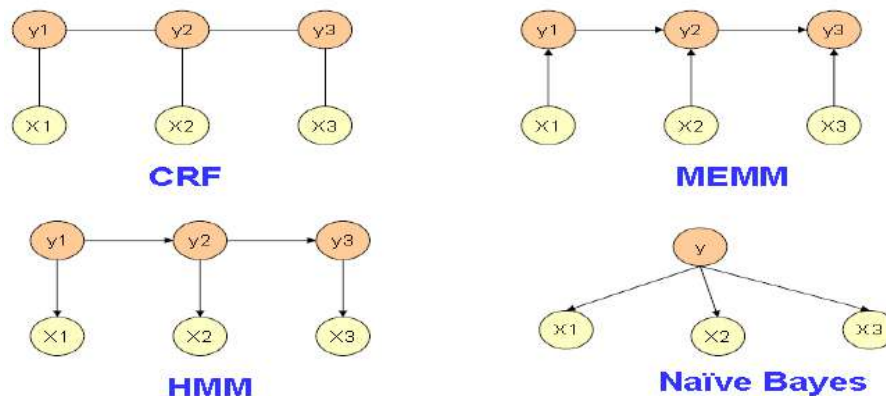 y1 y2 y3
X1 X2 X3
CRF
y1 y2 y3
X1 X2 X3
MEMM
y1 y2 y3
X1 X2 X3
HMM
y
X1 X2 X3
Naïve Bayes